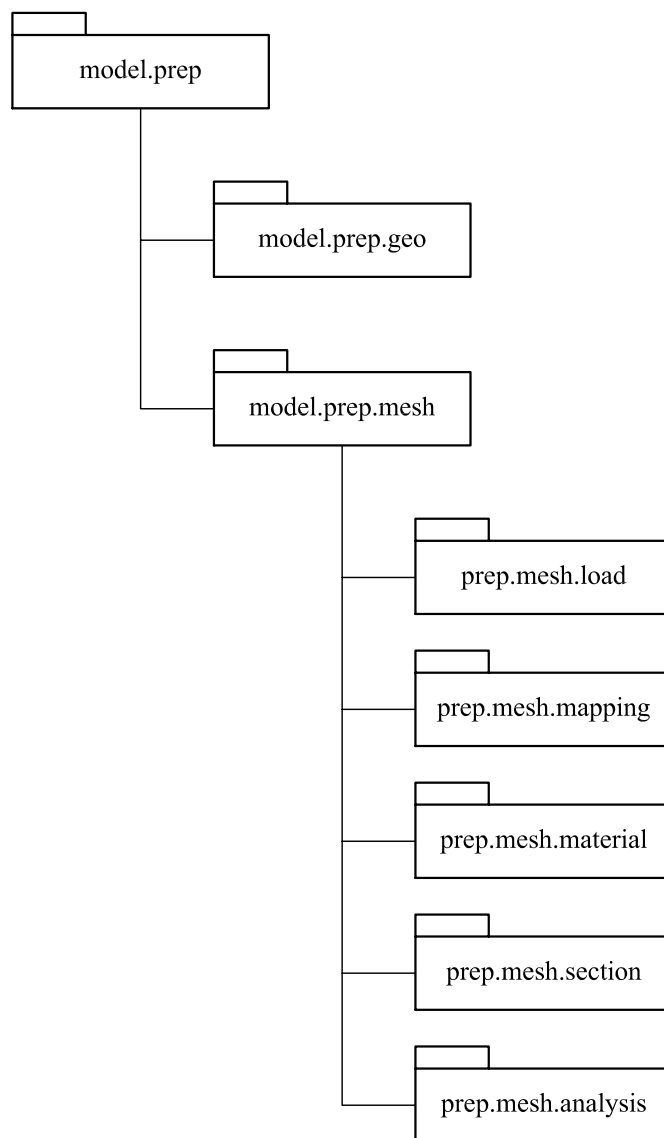 model.prep
model.prep.geo
model.prep.mesh
prep.mesh.load
prep.mesh.mapping
prep.mesh.material
prep.mesh.section
prep.mesh.analysis